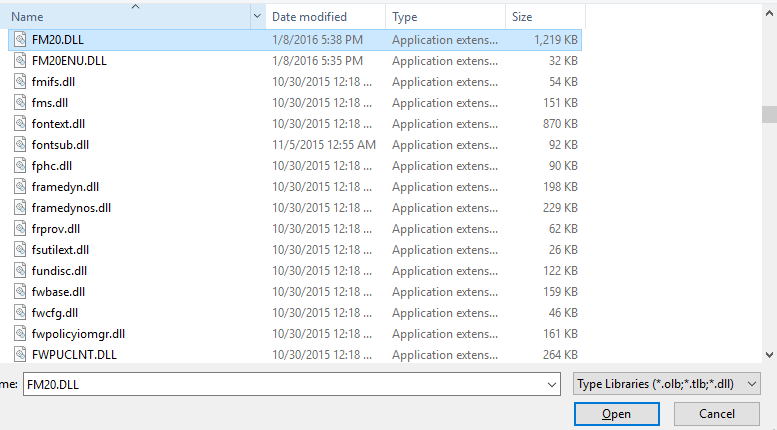 Name Date modified Type Size
FM20.DLL 1/8/2016 5:38 PM Application extens... 1,219 KB
FM20ENU.DLL 1/8/2016 5:35 PM Application extens... 32 KB
fmifs.dll 10/30/2015 12:18 ... Application extens... 54 KB
fms.dll 10/30/2015 12:18 ... Application extens... 151 KB
fontext.dll 10/30/2015 12:18 ... Application extens... 870 KB
fontsub.dll 11/5/2015 12:55 AM Application extens... 92 KB
fphc.dll 10/30/2015 12:18 ... Application extens... 90 KB
framedyn.dll 10/30/2015 12:18 ... Application extens... 198 KB
framedynos.dll 10/30/2015 12:18 ... Application extens... 229 KB
frprov.dll 10/30/2015 12:18 ... Application extens... 62 KB
fsutilext.dll 10/30/2015 12:18 ... Application extens... 26 KB
fundisc.dll 10/30/2015 12:18 ... Application extens... 122 KB
fwbase.dll 10/30/2015 12:18 ... Application extens... 159 KB
fwcfg.dll 10/30/2015 12:18 ... Application extens... 46 KB
fwpolicyiomgr.dll 10/30/2015 12:18 ... Application extens... 161 KB
FWPUCLNT.DLL 10/30/2015 12:18 ... Application extens... 264 KB
me: FM20.DLL Type Libraries (*.olb;*.tlb;*.dll)
Open Cancel